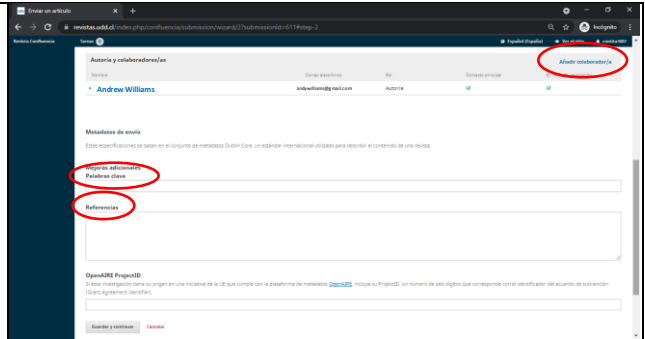 Enviar un artículo
revistas.udd.cl/index.php/confluencia/submission/wizard/2?submissionId=611#step-2
Incógnito
Revista Confluencia
Tareas
Español (España)
Ver el sitio
Autoría y colaboradores/as
Añadir colaborador/a
Nombre
Correo electrónico
Rol
Contacto principal
Andrew Williams
andywilliams@gmail.com
Autor/a
Metadatos de envío
Estas especificaciones se basan en el conjunto de metadatos Dublin Core, un estándar internacional utilizado para describir el contenido de una revista.
Mejoras adicionales
Palabras clave
Referencias
OpenAIRE ProjectID
Si esta investigación tiene su origen en una iniciativa de la UE que cumple con la plataforma de metadatos OpenAIRE, incluya su ProjectID, un número de seis dígitos que corresponde con el identificador del acuerdo de subvención
(Grant Agreement Identifier).
Guardar y continuar
Cancelar